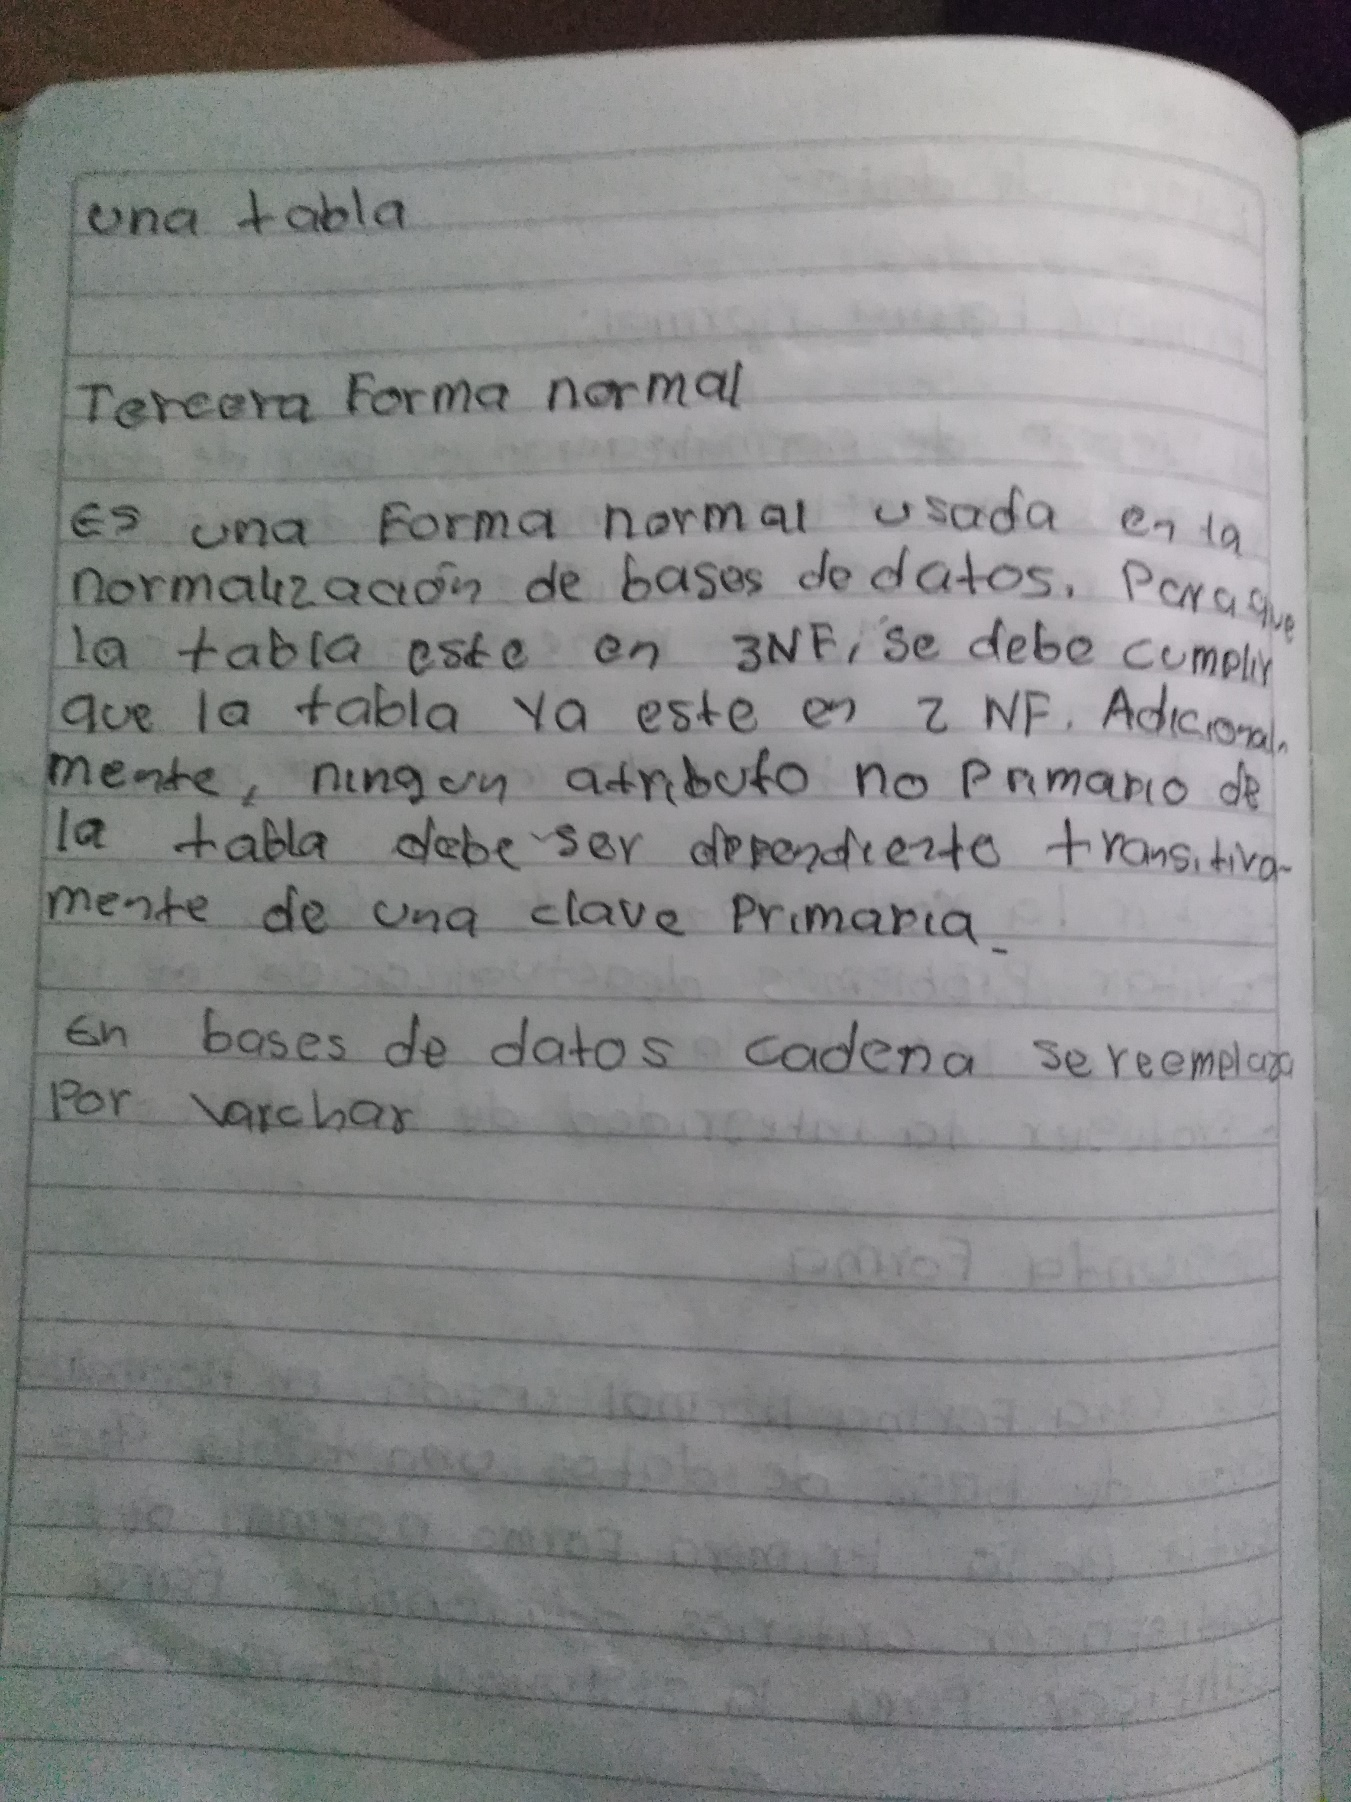 una tabla
Tercera Forma normal
Es una Forma normal usada en la
normalización de bases de datos. Para que
la tabla este en 3NF, se debe cumplir
que la tabla ya este en 2 NF. Adicional-
mente, ningun atributo no Primario de
la tabla debe ser dependiente transitiva-
mente de una clave Primaria.
En bases de datos cadena se reemplaza
Por varchar